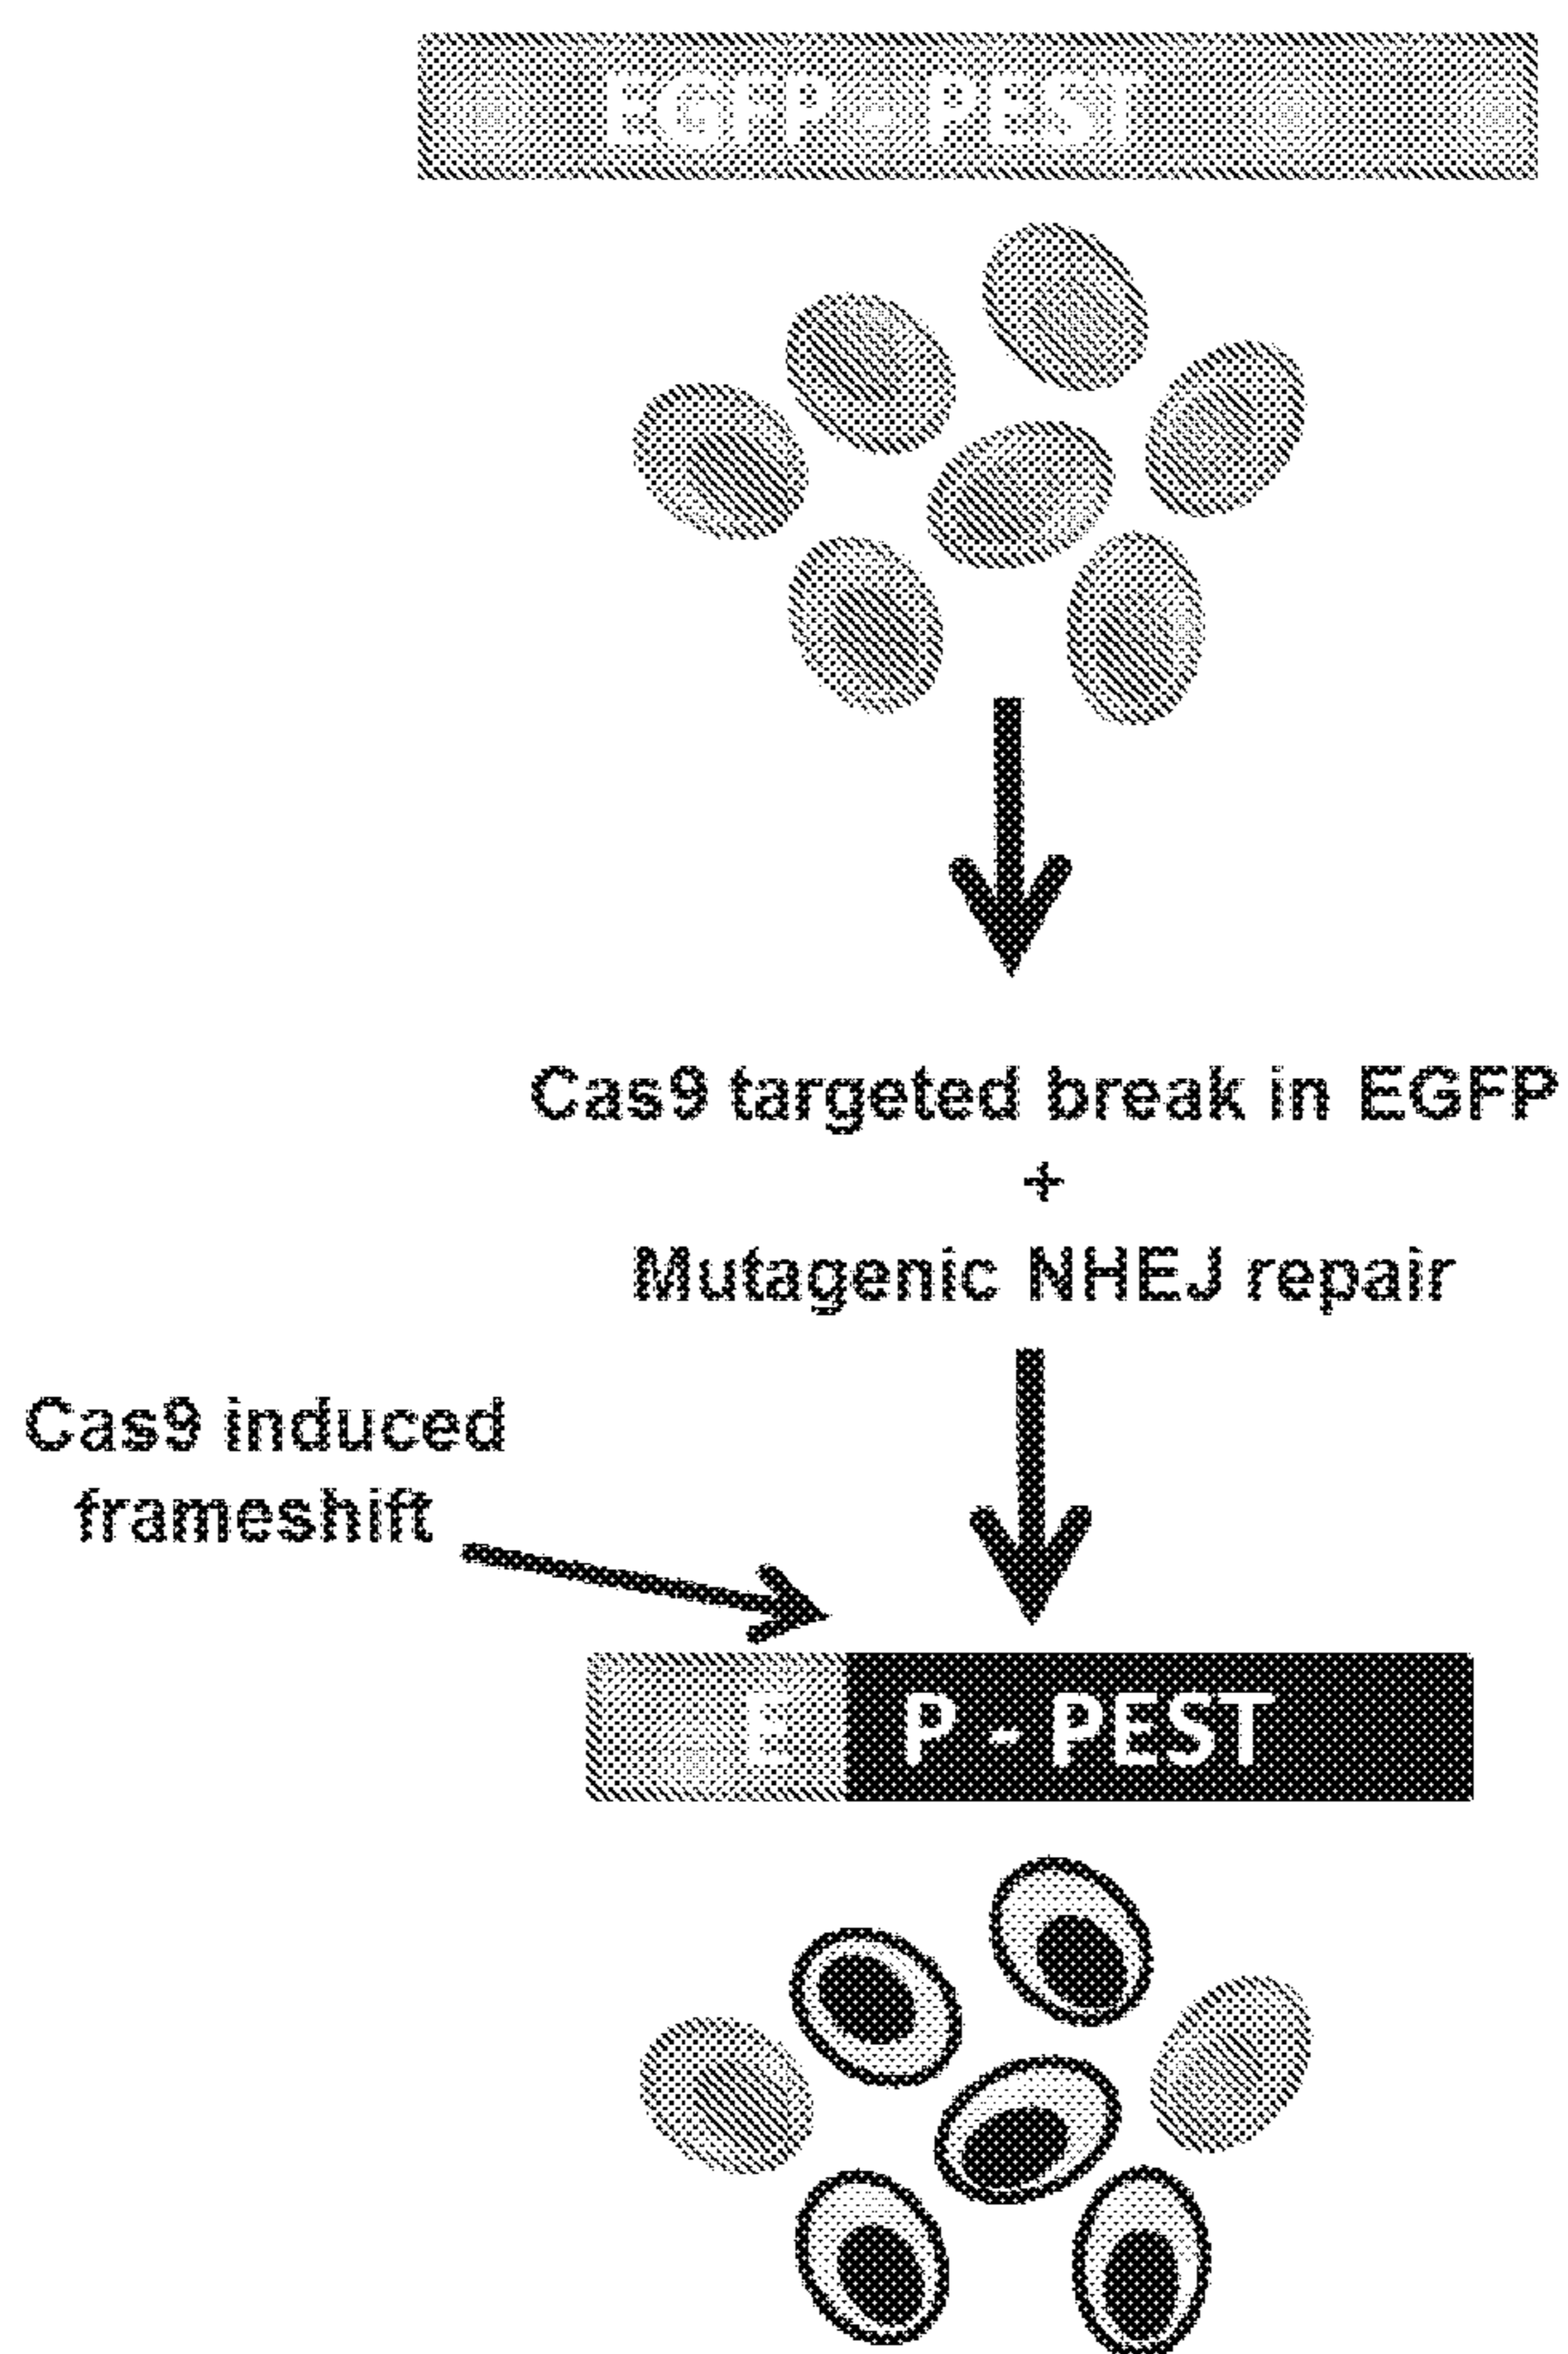 EGFP - PEST
Cas9 targeted break in EGFP
+
Mutagenic NHEJ repair
Cas9 induced
frameshift
E P - PEST